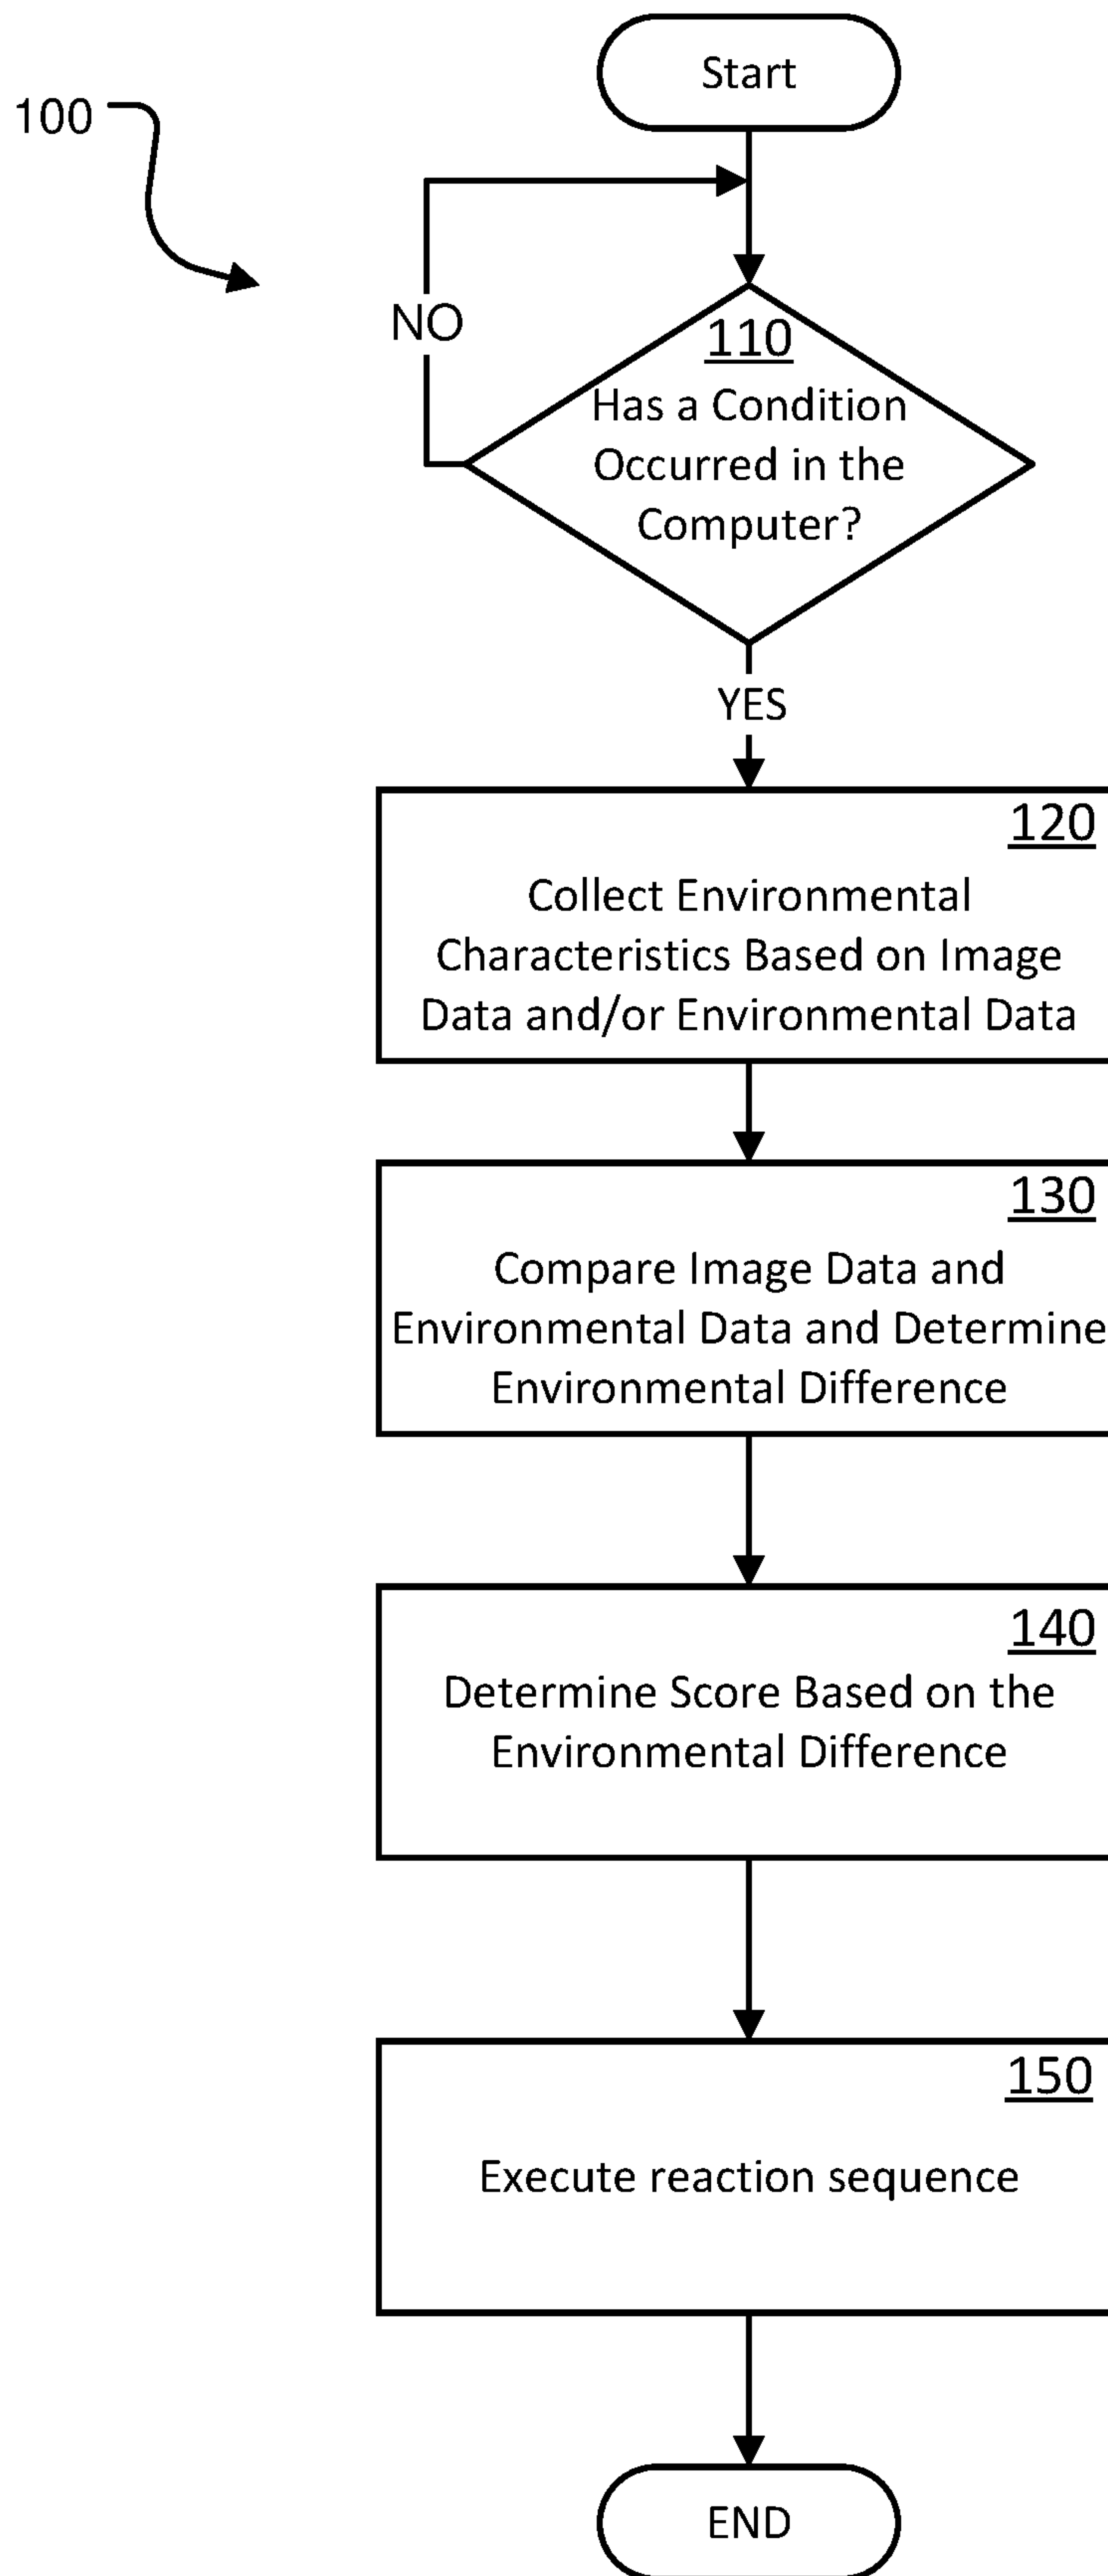 Start
100
NO
110
Has a Condition
Occurred in the
Computer?
YES
120
Collect Environmental
Characteristics Based on Image
Data and/or Environmental Data
130
Compare Image Data and
Environmental Data and Determine
Environmental Difference
140
Determine Score Based on the
Environmental Difference
150
Execute reaction sequence
END